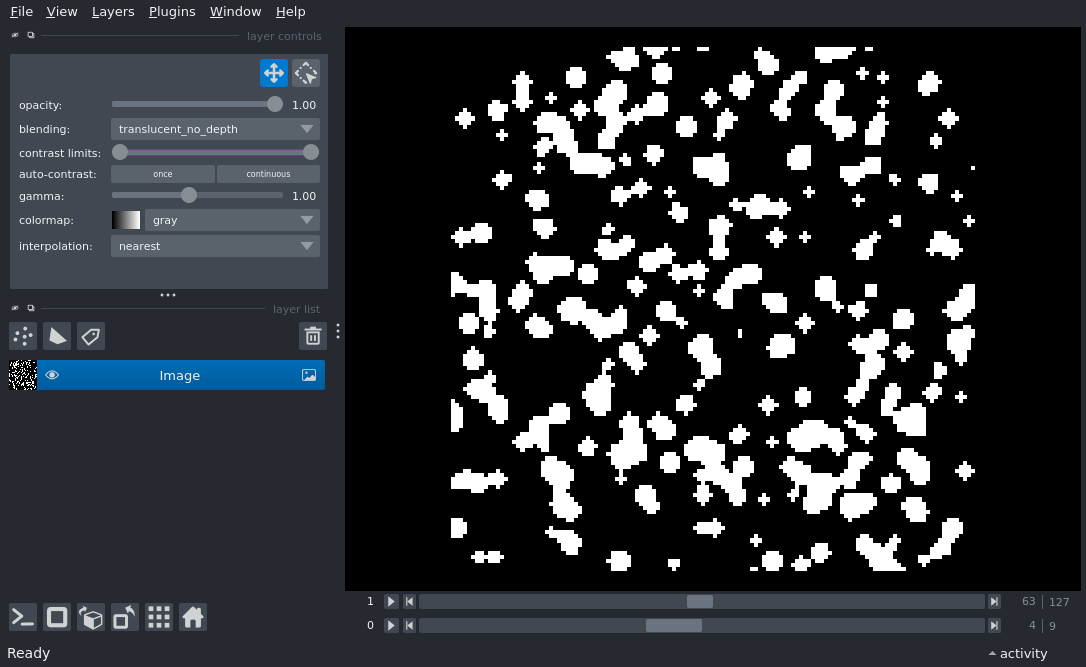 File View Layers Plugins Window Help
layer controls
opacity: 1.00
blending: translucent_no_depth
contrast limits:
auto-contrast: once continuous
gamma: 1.00
colormap: gray
interpolation: nearest
layer list
Image
1 63 127
0 4 9
Ready activity